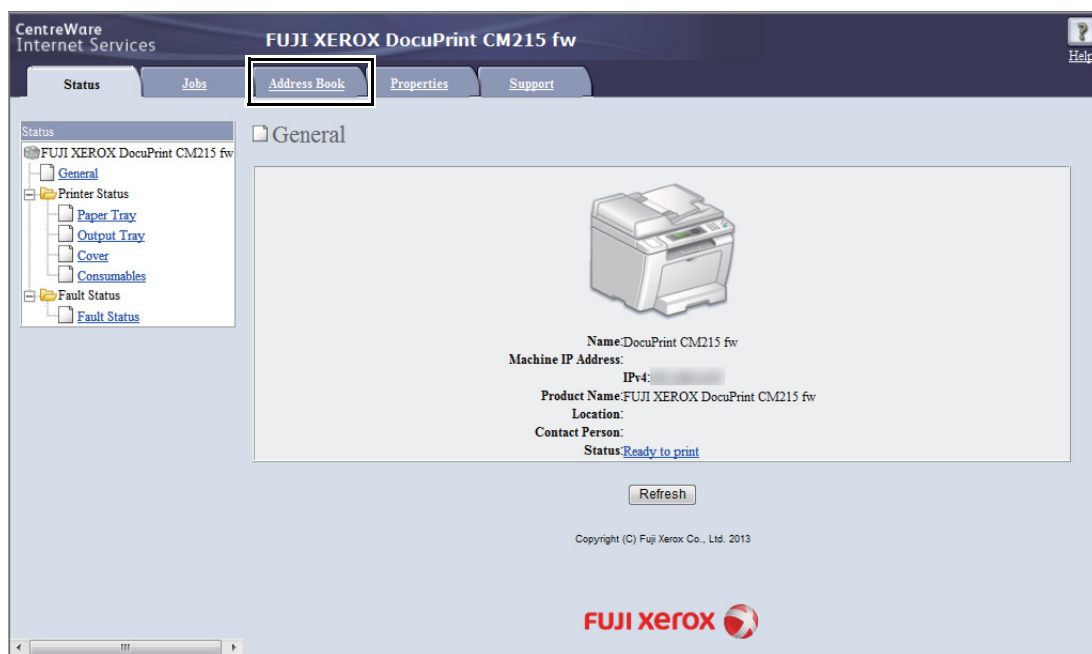 CentreWare
Internet Services
FUJI XEROX DocuPrint CM215 fw
Help
Status
Jobs
Address Book
Properties
Support
Status
FUJI XEROX DocuPrint CM215 fw
General
Printer Status
Paper Tray
Output Tray
Cover
Consumables
Fault Status
Fault Status
General
Name:DocuPrint CM215 fw
Machine IP Address:
IPv4:
Product Name:FUJI XEROX DocuPrint CM215 fw
Location:
Contact Person:
Status:Ready to print
Refresh
Copyright (C) Fuji Xerox Co., Ltd. 2013
FUJI xerox